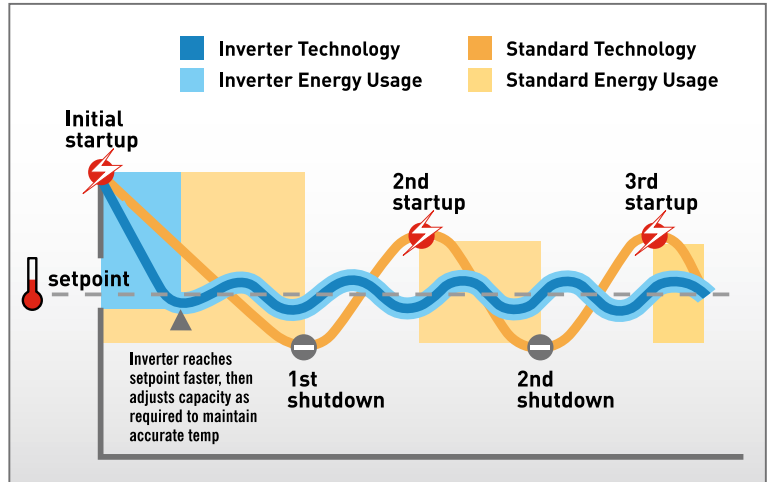 Inverter Technology
Standard Technology
Inverter Energy Usage
Standard Energy Usage
Initial
startup
2nd
startup
3rd
startup
setpoint
Inverter reaches
setpoint faster, then
adjusts capacity as
required to maintain
accurate temp
1st
shutdown
2nd
shutdown